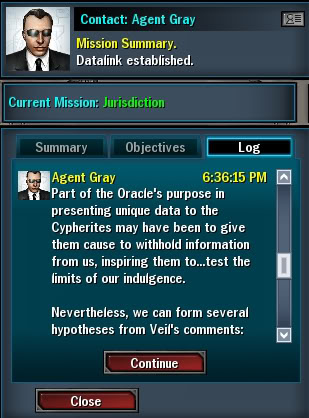 Contact: Agent Gray
Mission Summary.
Datalink established.
Current Mission: Jurisdiction
Summary
Objectives
Log
Agent Gray 6:36:15 PM
Part of the Oracle's purpose in
presenting unique data to the
Cypherites may have been to give
them cause to withhold information
from us, inspiring them to...test the
limits of our indulgence.
Nevertheless, we can form several
hypotheses from Veil's comments:
Continue
Close